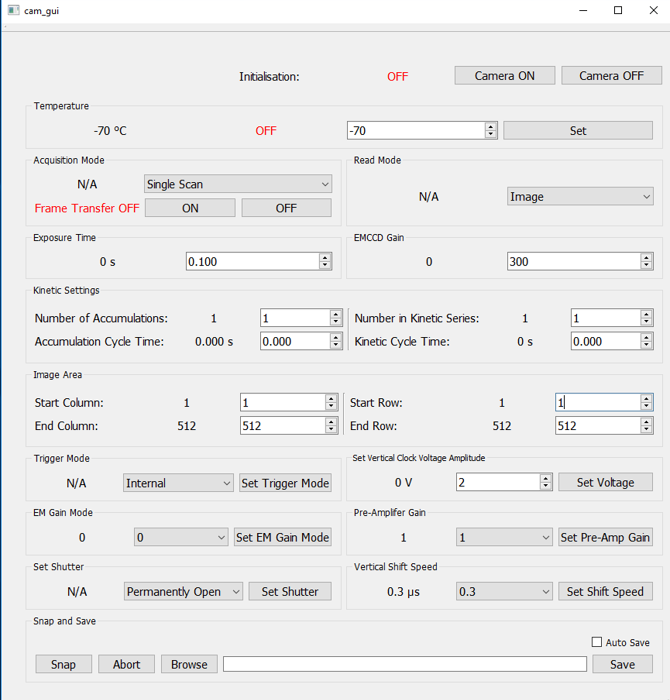 cam_gui
Initialisation: OFF Camera ON Camera OFF
Temperature
-70 ºC OFF -70 Set
Acquisition Mode Read Mode
N/A Single Scan N/A Image
Frame Transfer OFF ON OFF
Exposure Time EMCCD Gain
0 s 0.100 0 300
Kinetic Settings
Number of Accumulations: 1 1 Number in Kinetic Series: 1 1
Accumulation Cycle Time: 0.000 s 0.000 Kinetic Cycle Time: 0 s 0.000
Image Area
Start Column: 1 1 Start Row: 1 1
End Column: 512 512 End Row: 512 512
Trigger Mode Set Vertical Clock Voltage Amplitude
N/A Internal Set Trigger Mode 0 V 2 Set Voltage
EM Gain Mode Pre-Amplifer Gain
0 0 Set EM Gain Mode 1 1 Set Pre-Amp Gain
Set Shutter Vertical Shift Speed
N/A Permanently Open Set Shutter 0.3 µs 0.3 Set Shift Speed
Snap and Save
Auto Save
Snap Abort Browse Save